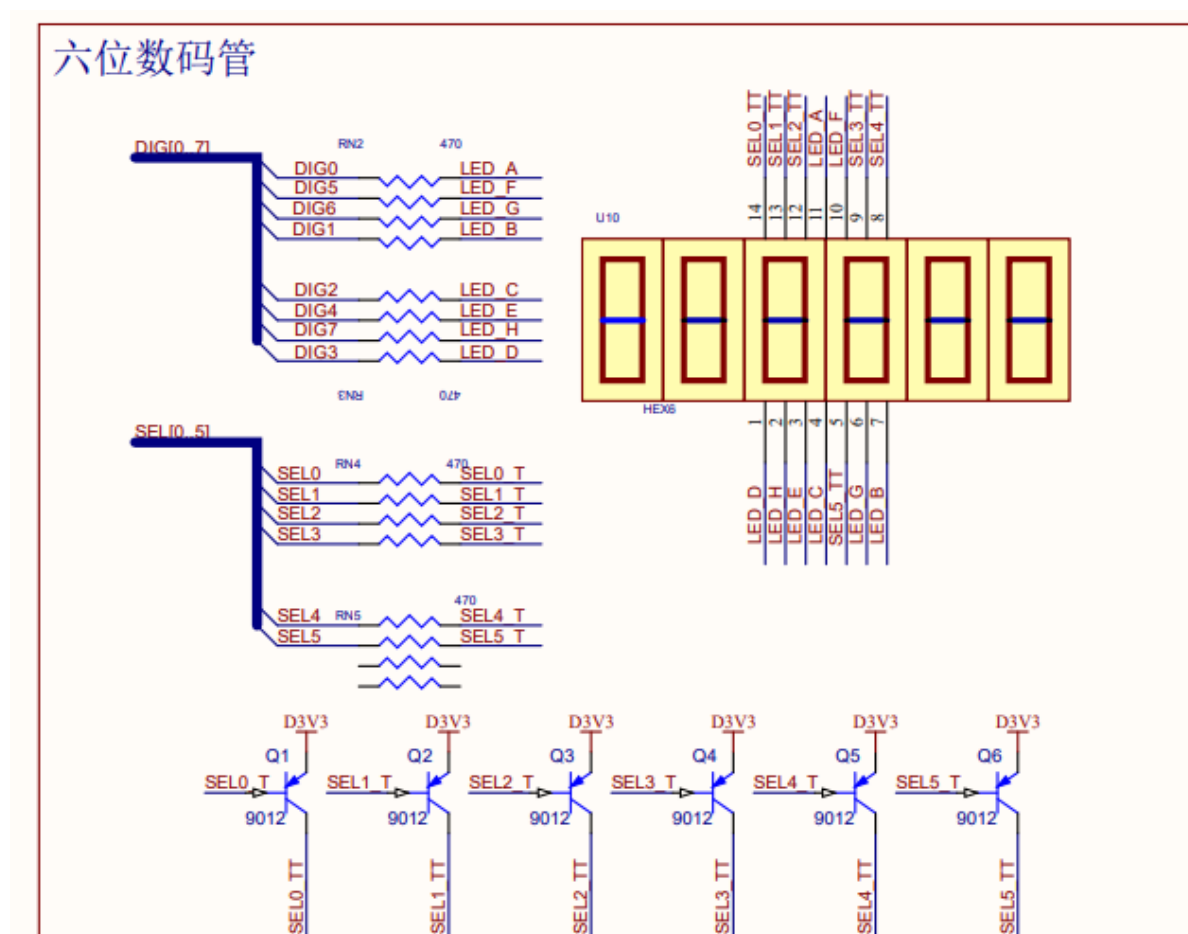 六位数码管
DIG[0..7]
RN2 470
DIG0 LED_A
DIG5 LED_F
DIG6 LED_G
DIG1 LED_B
DIG2 LED_C
DIG4 LED_E
DIG7 LED_H
DIG3 LED_D
RN3 470
SEL[0..5]
RN4 470
SEL0 SEL0_T
SEL1 SEL1_T
SEL2 SEL2_T
SEL3 SEL3_T
470
SEL4 RN5 SEL4_T
SEL5 SEL5_T
SEL0_TT
SEL1_TT
SEL2_TT
LED_A
LED_F
SEL3_TT
SEL4_TT
14
13
12
11
10
9
8
U10
HEX6
1
2
3
4
5
6
7
LED_D
LED_H
LED_E
LED_C
SEL5_TT
LED_G
LED_B
D3V3 D3V3 D3V3 D3V3 D3V3 D3V3
Q1 Q2 Q3 Q4 Q5 Q6
SEL0_T SEL1_T SEL2_T SEL3_T SEL4_T SEL5_T
9012 9012 9012 9012 9012 9012
SEL0_TT
SEL1_TT
SEL2_TT
SEL3_TT
SEL4_TT
SEL5_TT